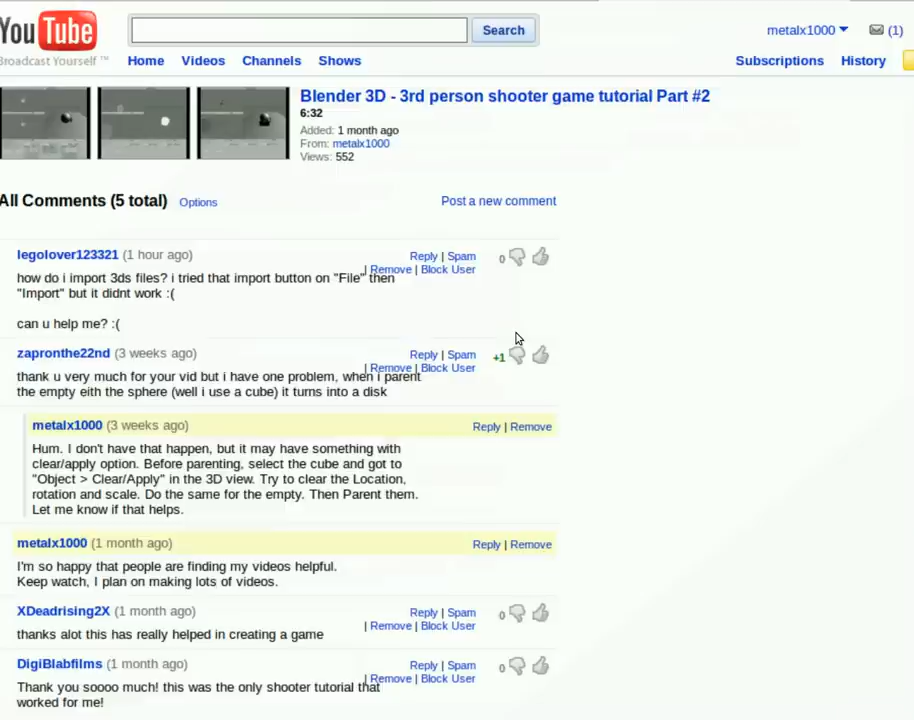 YouTube
Broadcast Yourself ™
Search
metalx1000
(1)
Home Videos Channels Shows
Subscriptions History
Blender 3D - 3rd person shooter game tutorial Part #2
6:32
Added: 1 month ago
From: metalx1000
Views: 552
All Comments (5 total) Options
Post a new comment
legolover123321 (1 hour ago)
Reply | Spam
| Remove | Block User
0
how do i import 3ds files? i tried that import button on "File" then
"Import" but it didnt work :(
can u help me? :(
zapronthe22nd (3 weeks ago)
Reply | Spam
| Remove | Block User
+1
thank u very much for your vid but i have one problem, when i parent
the empty eith the sphere (well i use a cube) it turns into a disk
metalx1000 (3 weeks ago)
Reply | Remove
Hum. I don't have that happen, but it may have something with
clear/apply option. Before parenting, select the cube and got to
"Object > Clear/Apply" in the 3D view. Try to clear the Location,
rotation and scale. Do the same for the empty. Then Parent them.
Let me know if that helps.
metalx1000 (1 month ago)
Reply | Remove
I'm so happy that people are finding my videos helpful.
Keep watch, I plan on making lots of videos.
XDeadrising2X (1 month ago)
Reply | Spam
| Remove | Block User
0
thanks alot this has really helped in creating a game
DigiBlabfilms (1 month ago)
Reply | Spam
| Remove | Block User
0
Thank you soooo much! this was the only shooter tutorial that
worked for me!